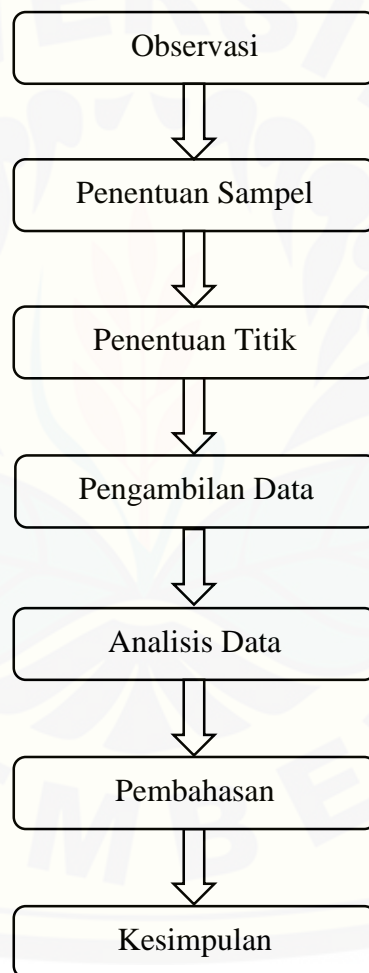 Observasi
Penentuan Sampel
Penentuan Titik
Pengambilan Data
Analisis Data
Pembahasan
Kesimpulan